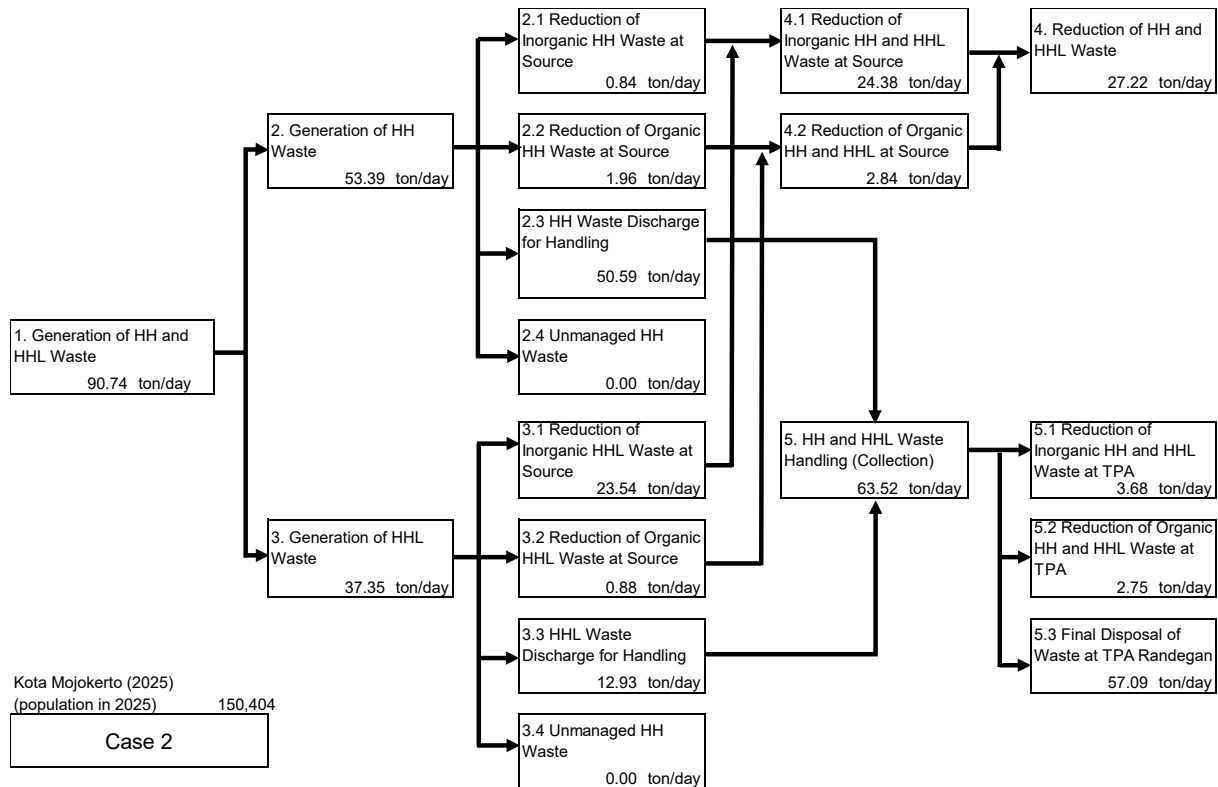 2.1 Reduction of
Inorganic HH Waste at
Source
0.84 ton/day
4.1 Reduction of
Inorganic HH and HHL
Waste at Source
24.38 ton/day
4. Reduction of HH and
HHL Waste
27.22 ton/day
2. Generation of HH
Waste
53.39 ton/day
2.2 Reduction of Organic
HH Waste at Source
1.96 ton/day
4.2 Reduction of Organic
HH and HHL at Source
2.84 ton/day
2.3 HH Waste Discharge
for Handling
50.59 ton/day
1. Generation of HH and
HHL Waste
90.74 ton/day
2.4 Unmanaged HH
Waste
0.00 ton/day
3.1 Reduction of
Inorganic HHL Waste at
Source
23.54 ton/day
5. HH and HHL Waste
Handling (Collection)
63.52 ton/day
5.1 Reduction of
Inorganic HH and HHL
Waste at TPA
3.68 ton/day
3. Generation of HHL
Waste
37.35 ton/day
3.2 Reduction of Organic
HHL Waste at Source
0.88 ton/day
5.2 Reduction of Organic
HH and HHL Waste at
TPA
2.75 ton/day
3.3 HHL Waste
Discharge for Handling
12.93 ton/day
5.3 Final Disposal of
Waste at TPA Randegan
57.09 ton/day
Kota Mojokerto (2025)
(population in 2025) 150,404
Case 2
3.4 Unmanaged HH
Waste
0.00 ton/day